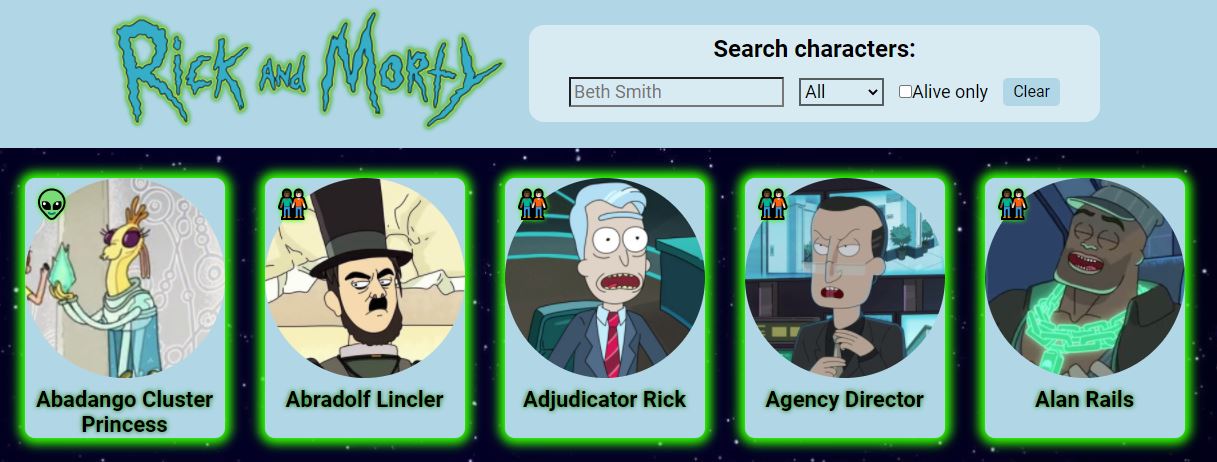 Rick and Morty
Search characters:
Beth Smith
All
Alive only
Clear
Abadango Cluster
Princess
Abradolf Lincler
Adjudicator Rick
Agency Director
Alan Rails